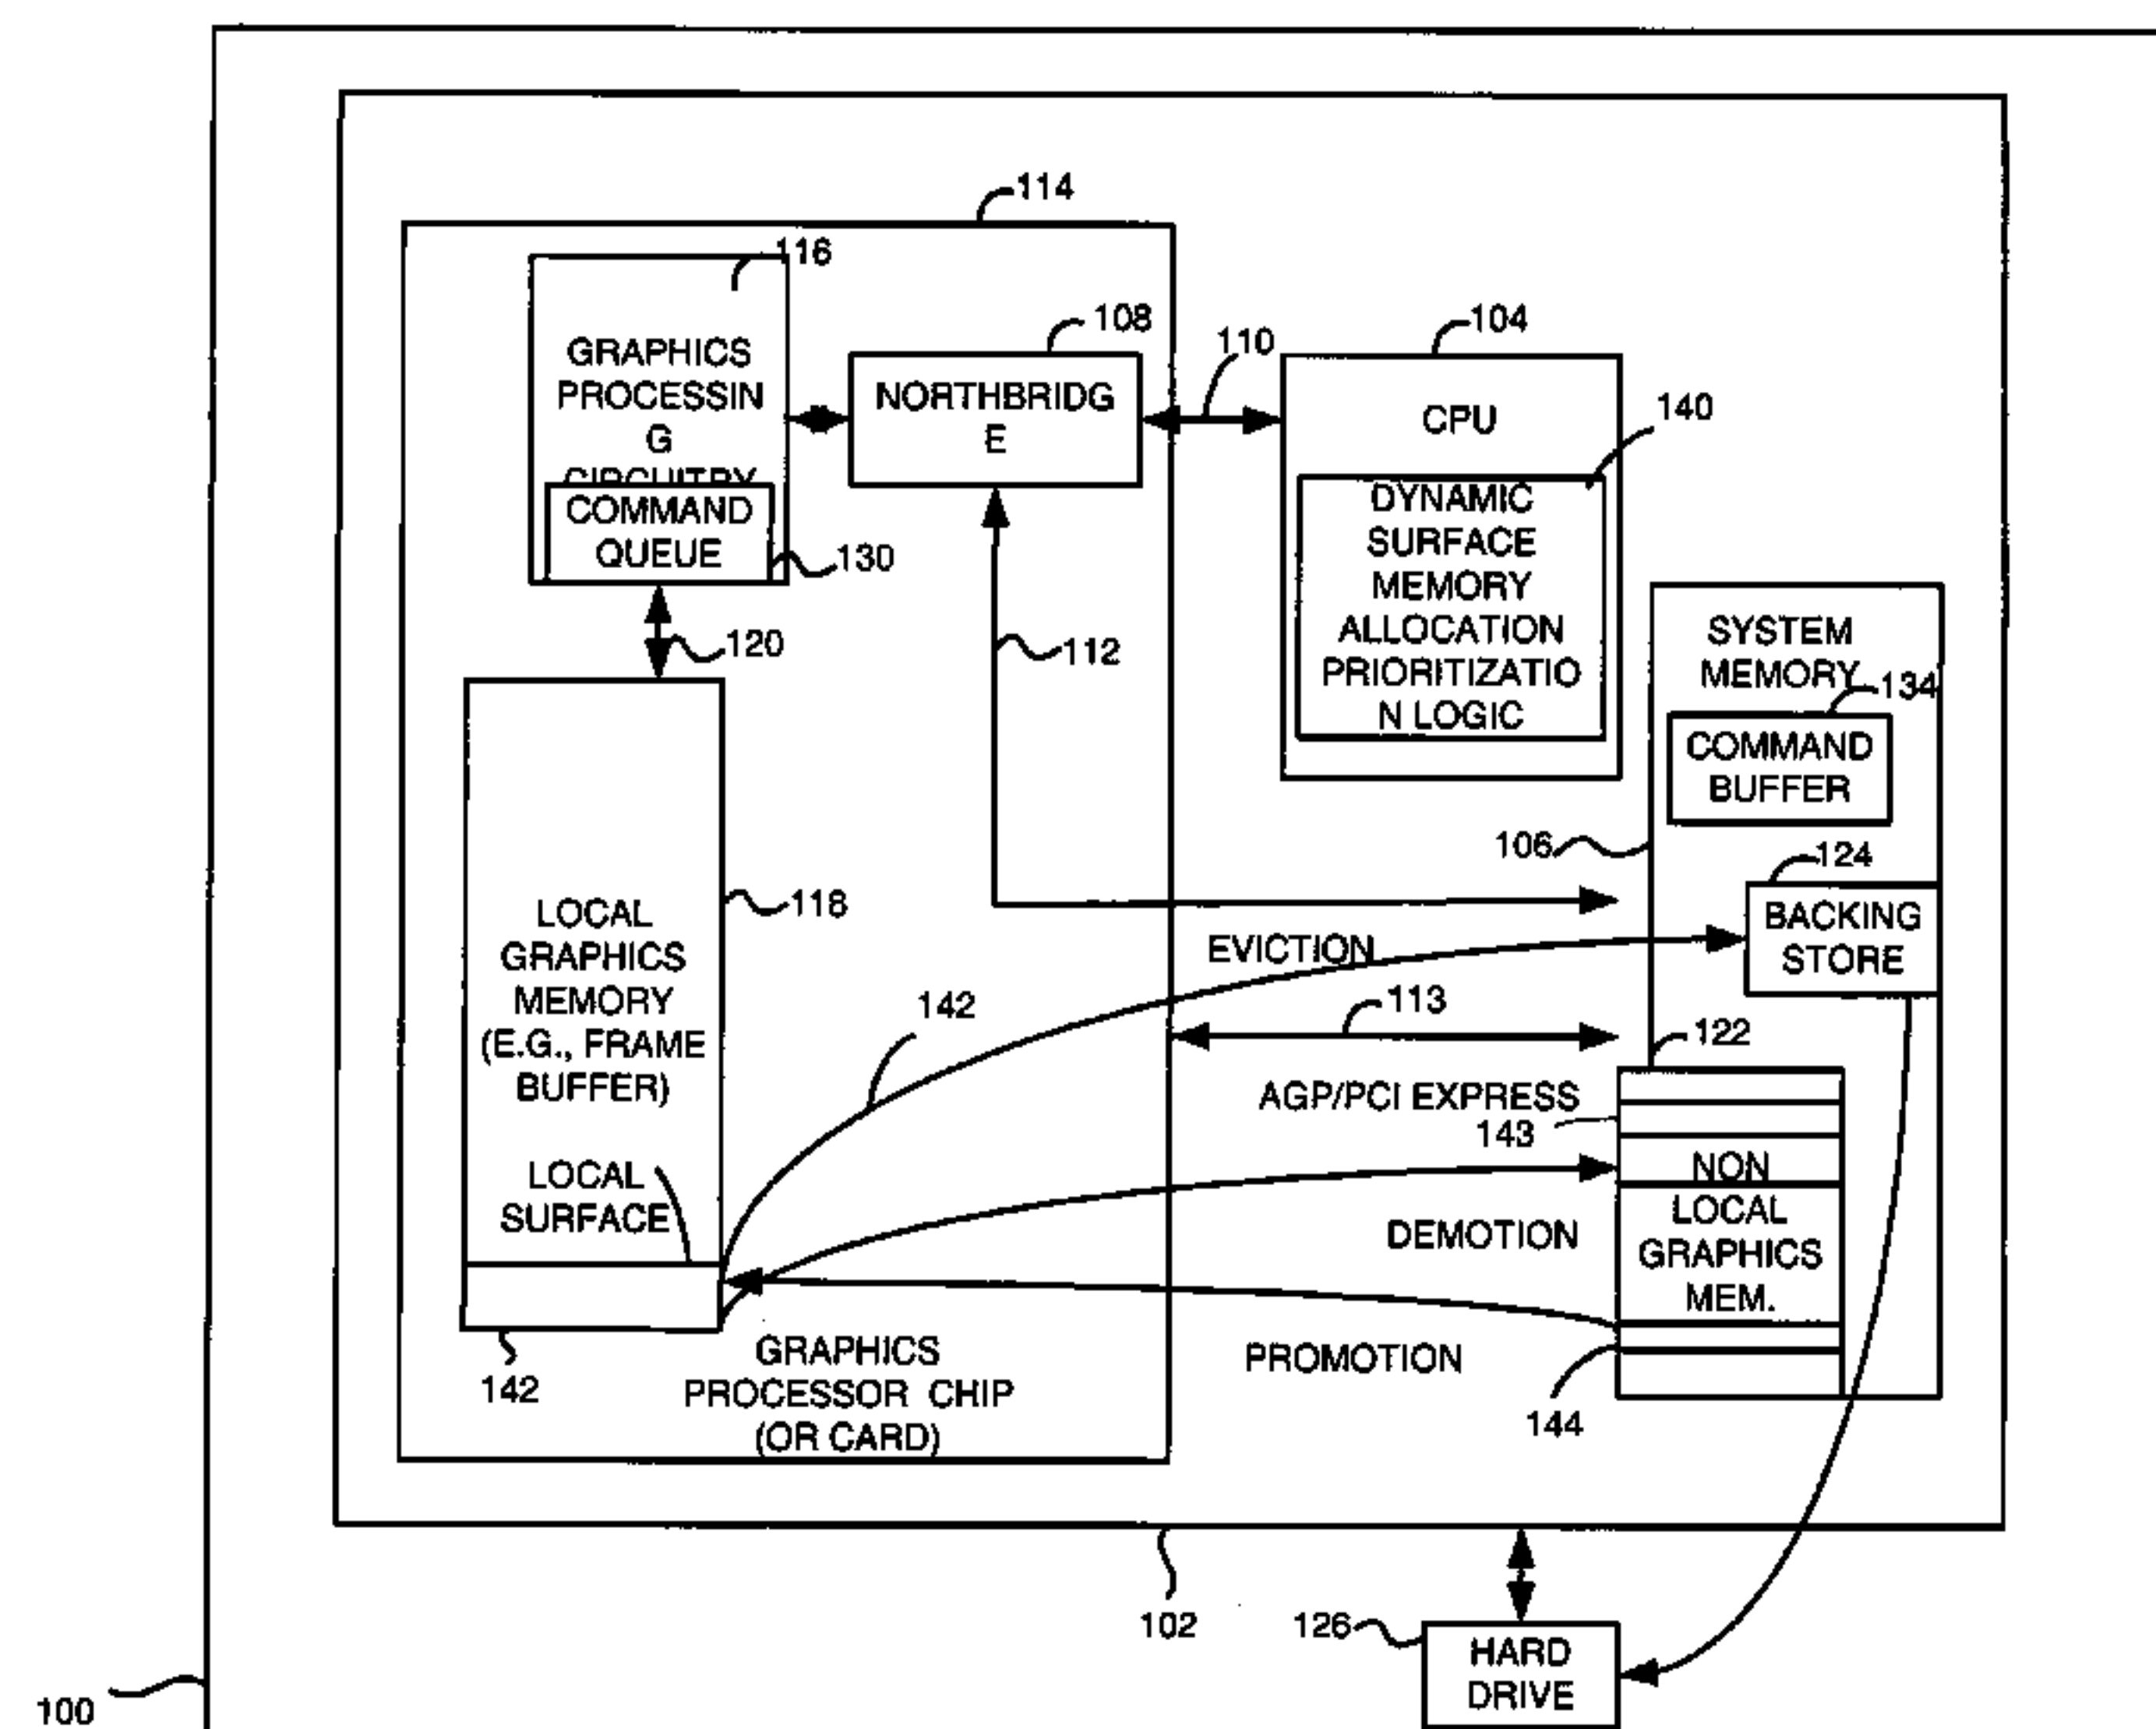 114
116
GRAPHICS
PROCESSIN
G
CIRCUITRY
COMMAND
QUEUE
130
108
NORTHBRIDG
E
110
104
CPU
140
DYNAMIC
SURFACE
MEMORY
ALLOCATION
PRIORITIZATIO
N LOGIC
120
112
SYSTEM
MEMORY
134
COMMAND
BUFFER
106
124
BACKING
STORE
118
LOCAL
GRAPHICS
MEMORY
(E.G., FRAME
BUFFER)
EVICTION
142
113
122
AGP/PCI EXPRESS
143
NON
LOCAL
GRAPHICS
MEM.
LOCAL
SURFACE
DEMOTION
142
GRAPHICS
PROCESSOR CHIP
(OR CARD)
PROMOTION
144
102
126
HARD
DRIVE
100